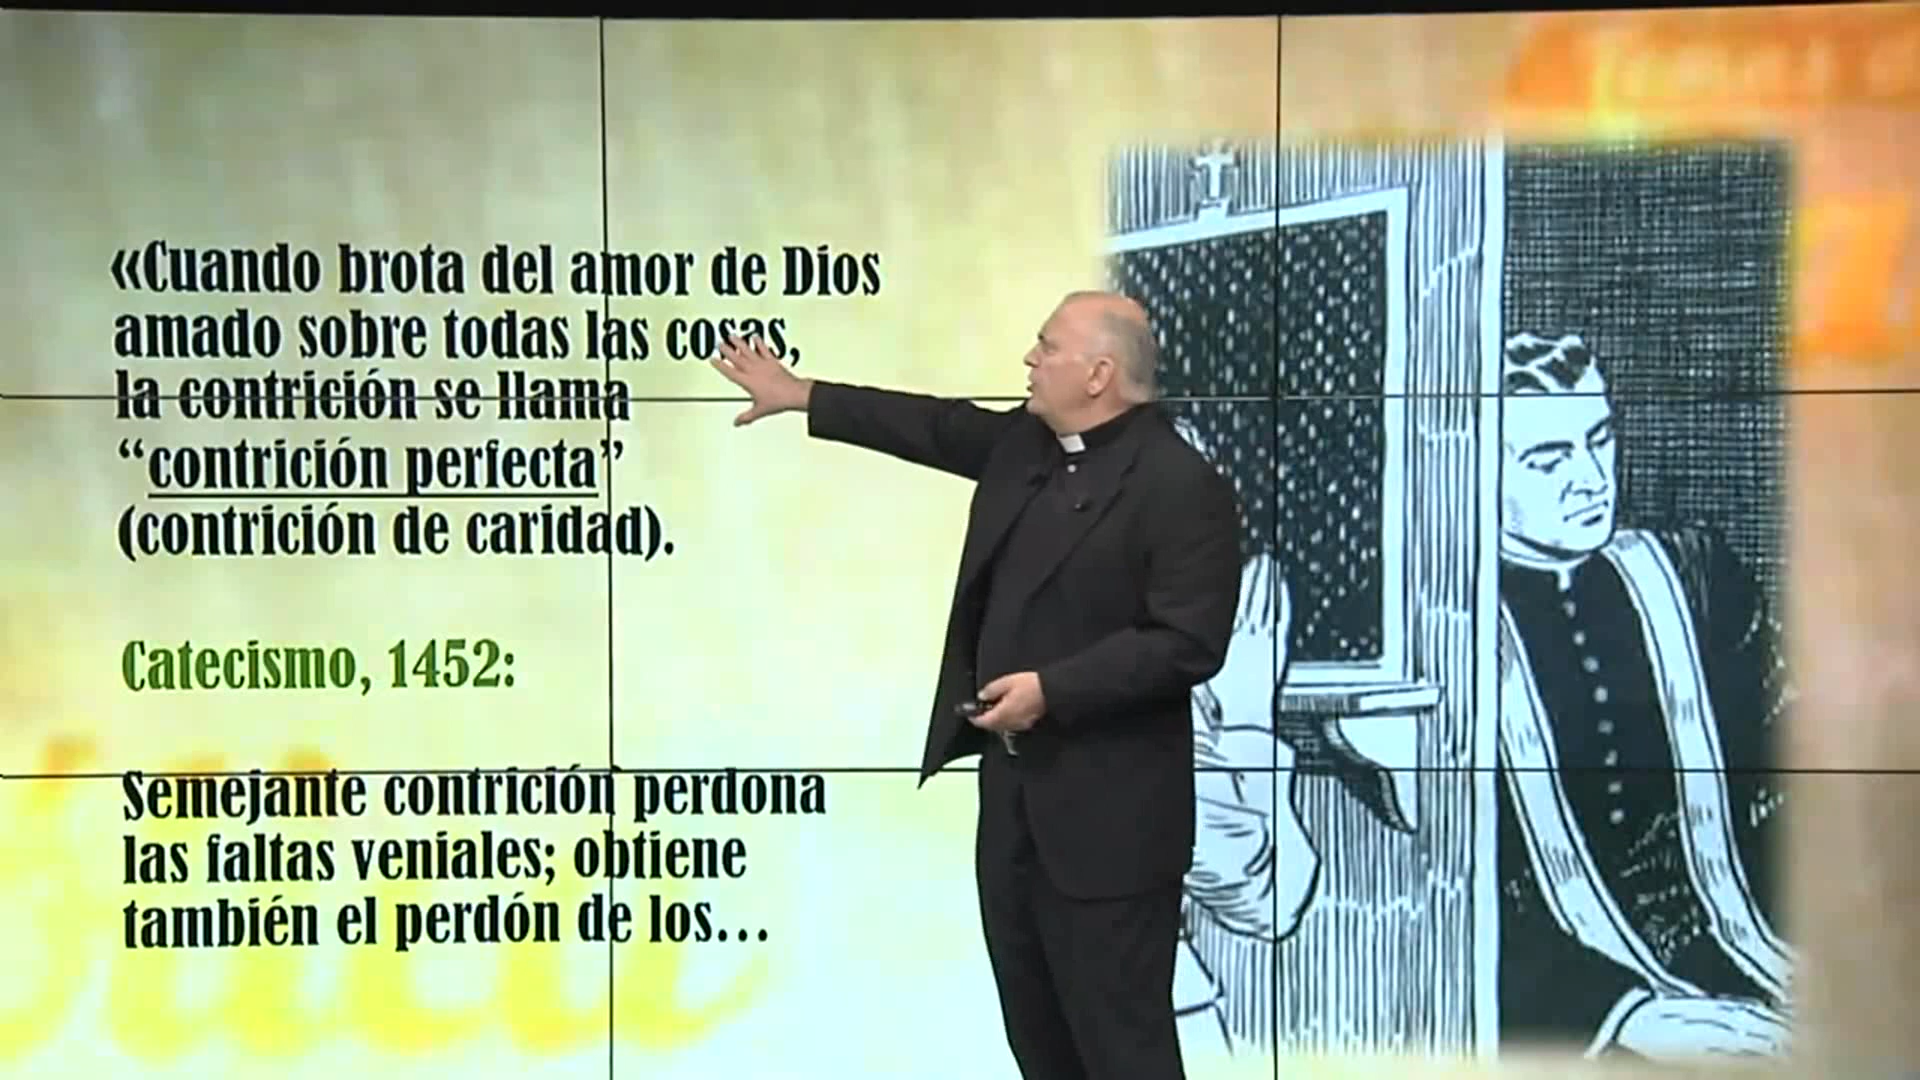 «Cuando brota del amor de Dios
amado sobre todas las cosas,
la contrición se llama
“contrición perfecta”
(contrición de caridad).
Catecismo, 1452:
Semejante contrición perdona
las faltas veniales; obtiene
también el perdón de los…